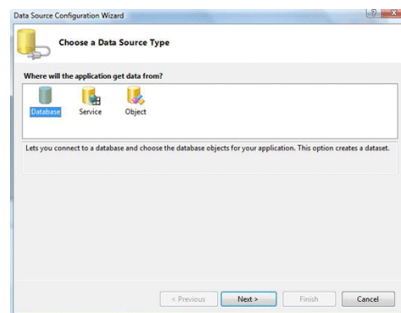 Data Source Configuration Wizard
Choose a Data Source Type
Where will the application get data from?
Database Service Object
Lets you connect to a database and choose the database objects for your application. This option creates a dataset.
< Previous Next > Finish Cancel